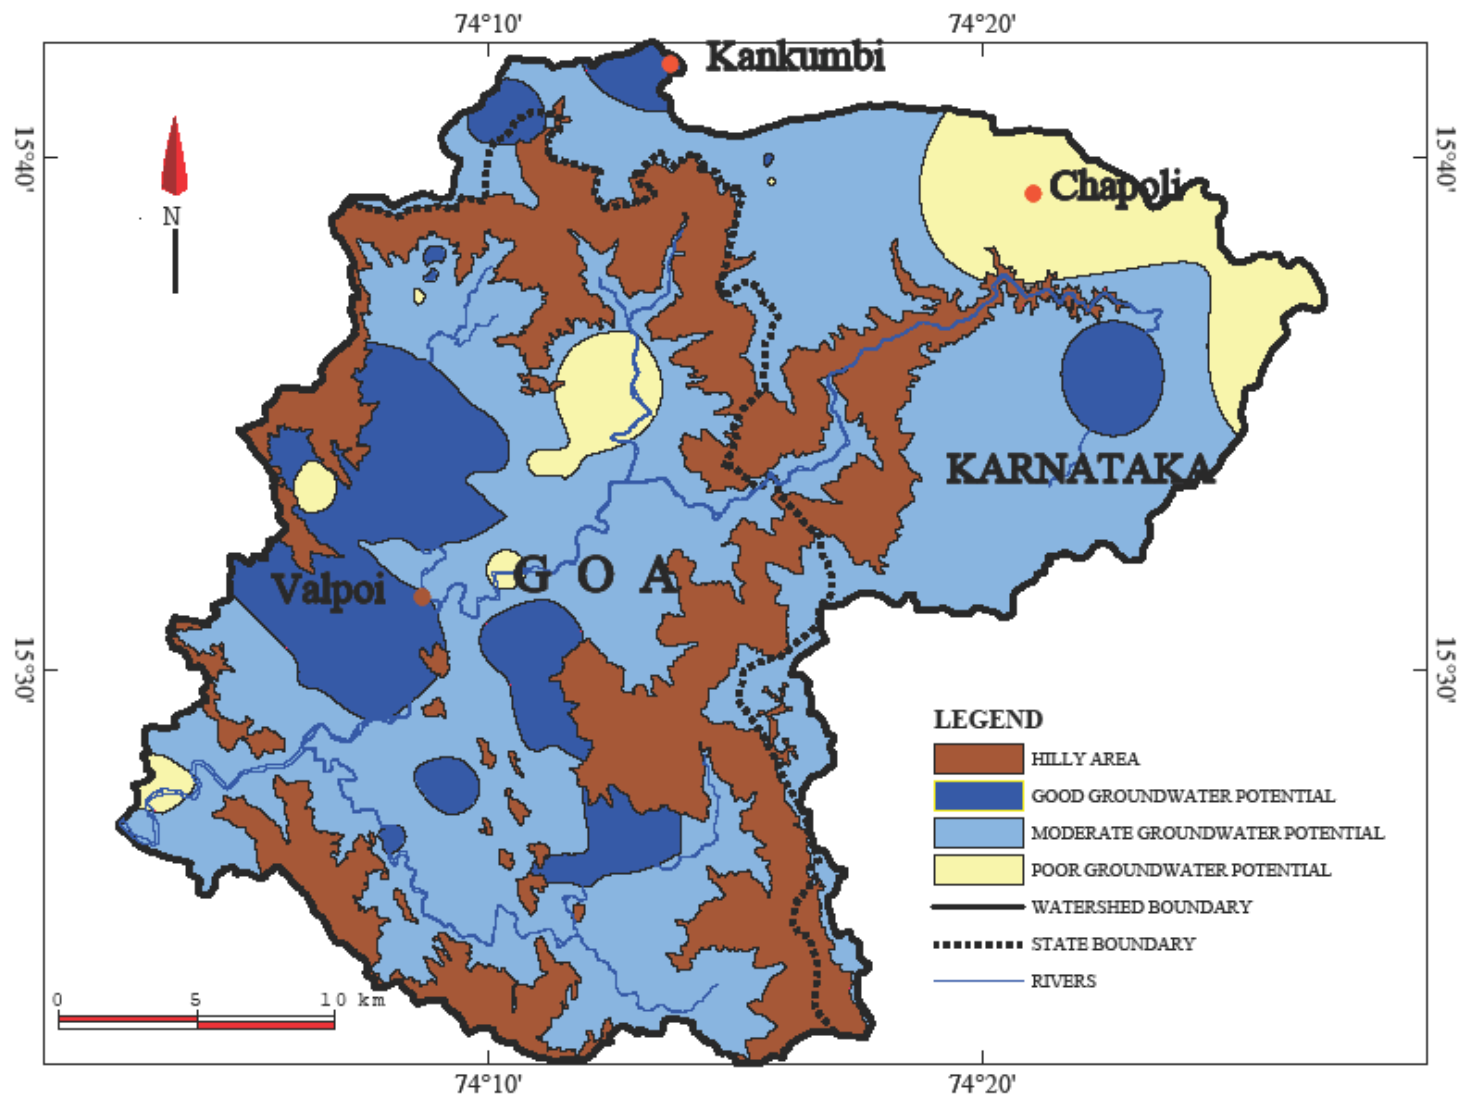 74°10'
74°20'
Kankumbi
15°40'
15°40'
Chapoli
N
KARNATAKA
G O A
Valpoi
15°30'
15°30'
LEGEND
HILLY AREA
GOOD GROUNDWATER POTENTIAL
MODERATE GROUNDWATER POTENTIAL
POOR GROUNDWATER POTENTIAL
WATERSHED BOUNDARY
STATE BOUNDARY
RIVERS
0 5 10 km
74°10'
74°20'